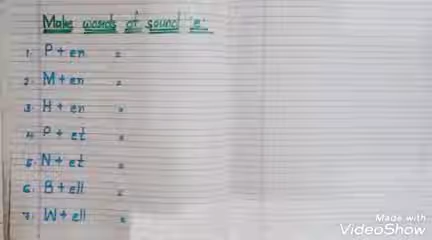 Make words of sound 'e'
1. P + en =
2. M + en =
3. H + en =
4. P + et =
5. N + et =
6. B + ell =
7. W + ell =
Made with
VideoShow